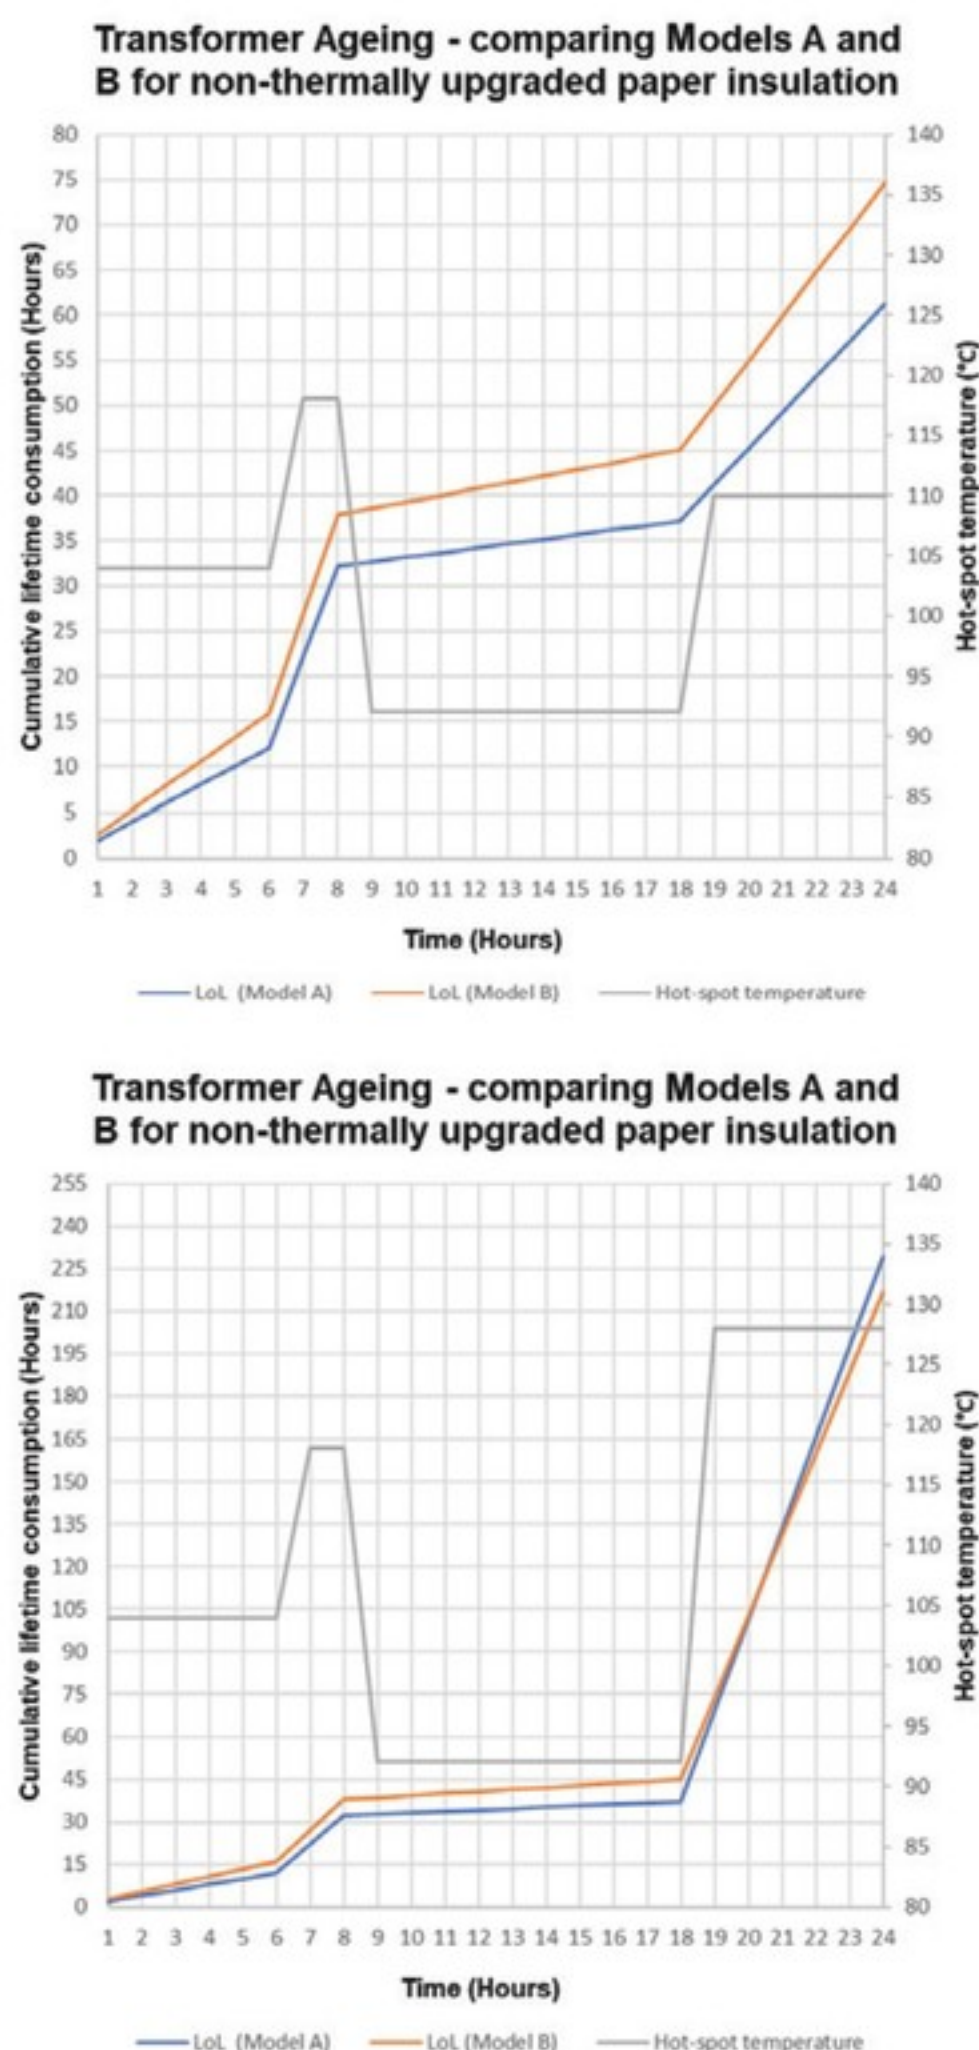 Transformer Ageing - comparing Models A and
B for non-thermally upgraded paper insulation
80 140
75 135
70 130
65
60 125
55 120
50 115
45
40 110
35 105
30 100
25
20 95
15 90
10 85
5
0 80
Cumulative lifetime consumption (Hours)
Hot-spot temperature (°C)
1 2 3 4 5 6 7 8 9 10 11 12 13 14 15 16 17 18 19 20 21 22 23 24
Time (Hours)
LoL (Model A) LoL (Model B) Hot-spot temperature
Transformer Ageing - comparing Models A and
B for non-thermally upgraded paper insulation
255 140
240 135
225
210 130
195 125
180 120
165
150 115
135 110
120
105 105
90 100
75 95
60
45 90
30 85
15
0 80
Cumulative lifetime consumption (Hours)
Hot-spot temperature (°C)
1 2 3 4 5 6 7 8 9 10 11 12 13 14 15 16 17 18 19 20 21 22 23 24
Time (Hours)
LoL (Model A) LoL (Model B) Hot-spot temperature